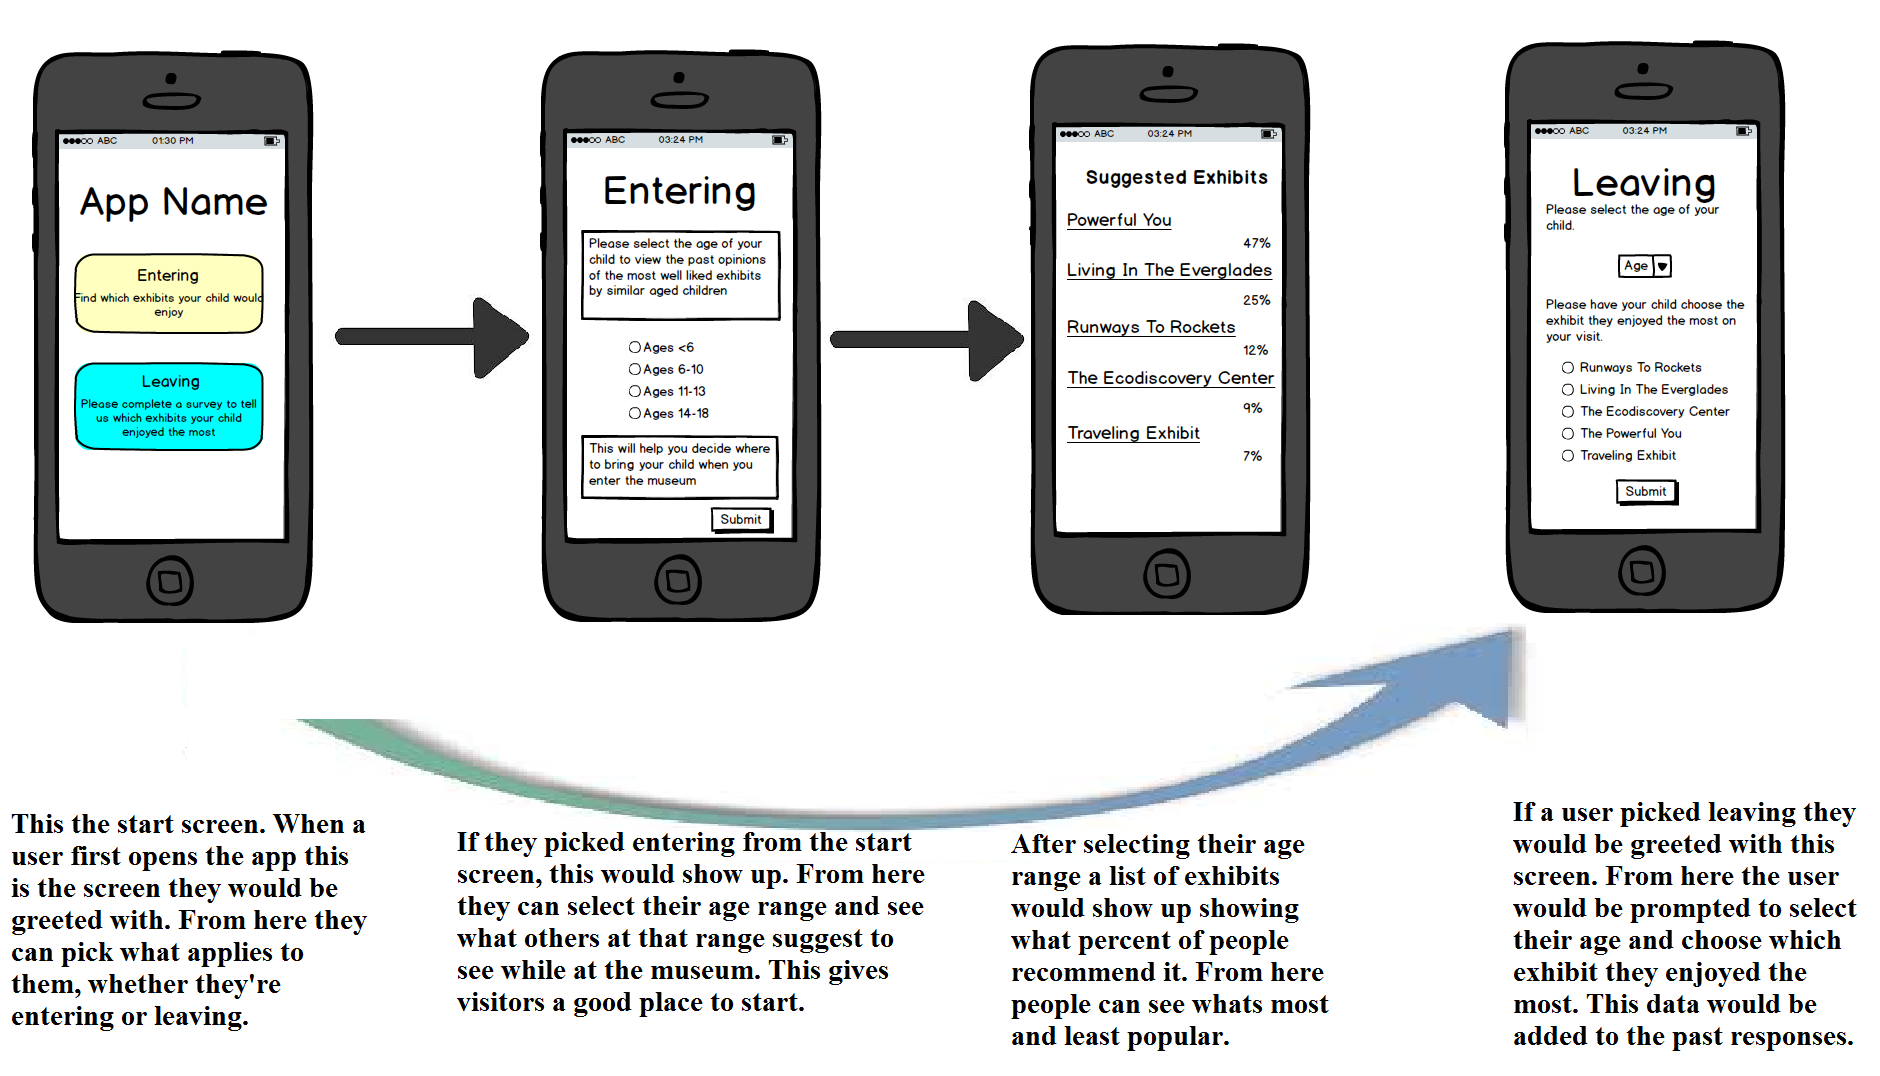 ABC 01:30 PM
App Name
Entering
Find which exhibits your child would
enjoy
Leaving
Please complete a survey to tell
us which exhibits your child
enjoyed the most
ABC 03:24 PM
Entering
Please select the age of your
child to view the past opinions
of the most well liked exhibits
by similar aged children
Ages <6
Ages 6-10
Ages 11-13
Ages 14-18
This will help you decide where
to bring your child when you
enter the museum
Submit
ABC 03:24 PM
Suggested Exhibits
Powerful You
47%
Living In The Everglades
25%
Runways To Rockets
12%
The Ecodiscovery Center
9%
Traveling Exhibit
7%
ABC 03:24 PM
Leaving
Please select the age of your
child.
Age
Please have your child choose the
exhibit they enjoyed the most on
your visit.
Runways To Rockets
Living In The Everglades
The Ecodiscovery Center
The Powerful You
Traveling Exhibit
Submit
This the start screen. When a
user first opens the app this
is the screen they would be
greeted with. From here they
can pick what applies to
them, whether they're
entering or leaving.
If they picked entering from the start
screen, this would show up. From here
they can select their age range and see
what others at that range suggest to
see while at the museum. This gives
visitors a good place to start.
After selecting their age
range a list of exhibits
would show up showing
what percent of people
recommend it. From here
people can see whats most
and least popular.
If a user picked leaving they
would be greeted with this
screen. From here the user
would be prompted to select
their age and choose which
exhibit they enjoyed the
most. This data would be
added to the past responses.